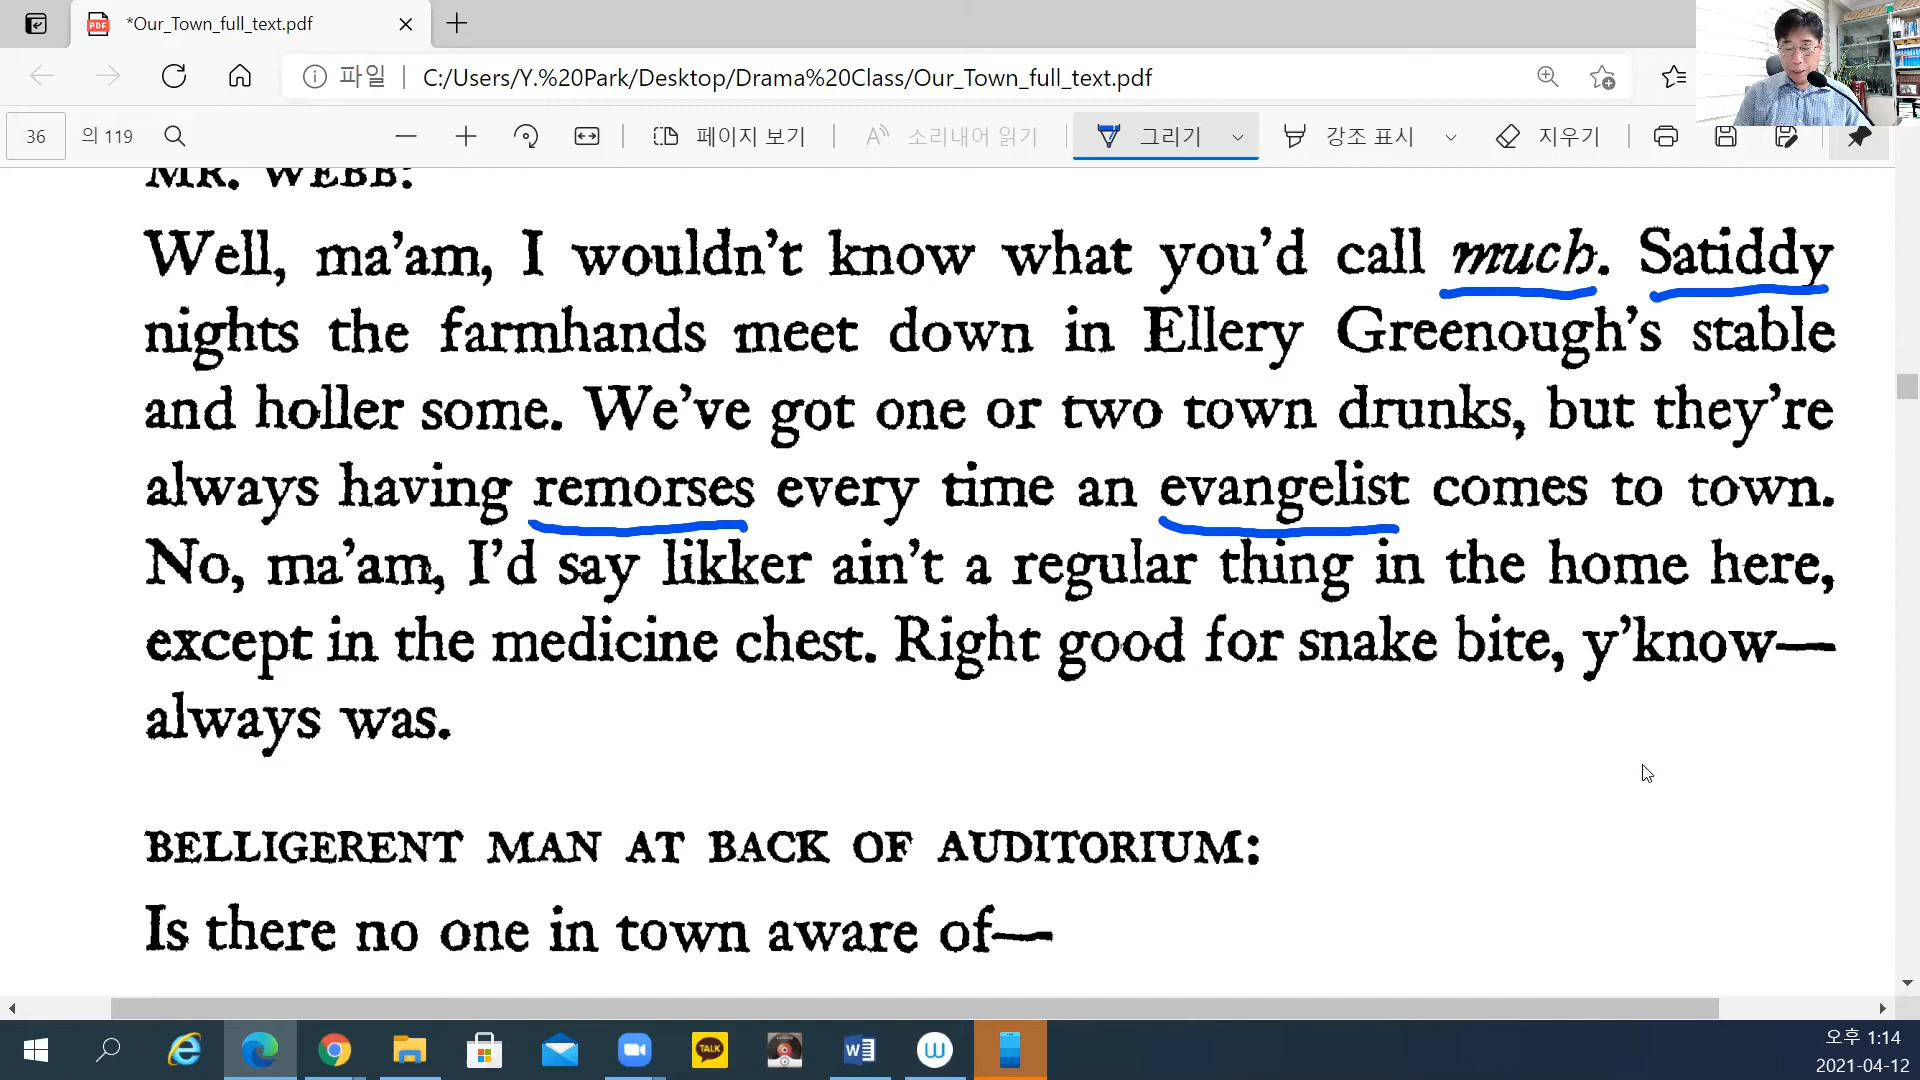 *Our_Town_full_text.pdf
파일 | C:/Users/Y.%20Park/Desktop/Drama%20Class/Our_Town_full_text.pdf
36 의 119 페이지 보기 소리내어 읽기 그리기 강조 표시 지우기
MR. WEBB:
Well, ma'am, I wouldn't know what you'd call much. Satiddy
nights the farmhands meet down in Ellery Greenough's stable
and holler some. We've got one or two town drunks, but they're
always having remorses every time an evangelist comes to town.
No, ma'am, I'd say likker ain't a regular thing in the home here,
except in the medicine chest. Right good for snake bite, y'know—
always was.
BELLIGERENT MAN AT BACK OF AUDITORIUM:
Is there no one in town aware of—
TALK
오후 1:14
2021-04-12